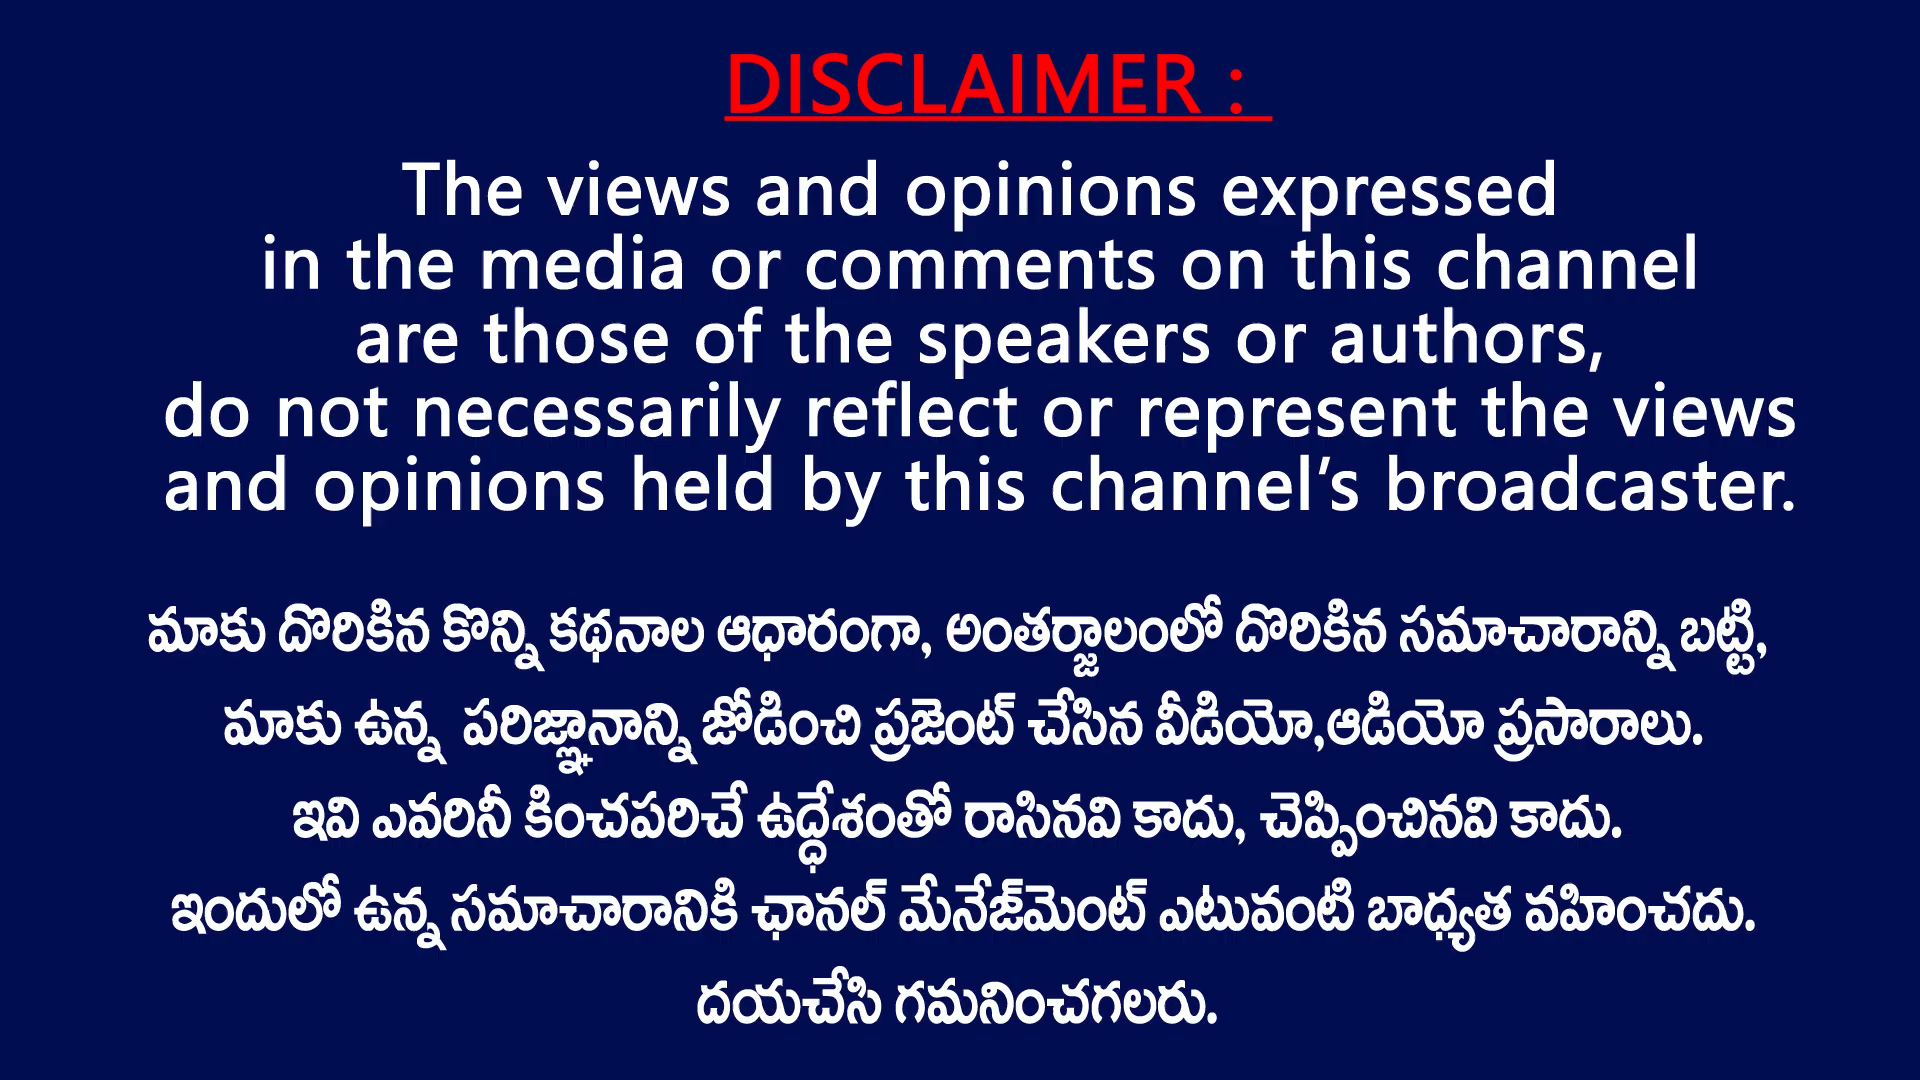 DISCLAIMER :
The views and opinions expressed
in the media or comments on this channel
are those of the speakers or authors,
do not necessarily reflect or represent the views
and opinions held by this channel’s broadcaster.
మాకు దొరికిన కొన్ని కథనాల ఆధారంగా, అంతర్జాలంలో దొరికిన సమాచారాన్ని బట్టి,
మాకు ఉన్న పరిజ్ఞానాన్ని జోడించి ప్రజెంట్ చేసిన వీడియో,ఆడియో ప్రసారాలు.
ఇవి ఎవరినీ కించపరిచే ఉద్ధేశంతో రాసినవి కాదు, చెప్పించినవి కాదు.
ఇందులో ఉన్న సమాచారానికి ఛానల్ మేనేజ్‌మెంట్ ఎటువంటి బాధ్యత వహించదు.
దయచేసి గమనించగలరు.